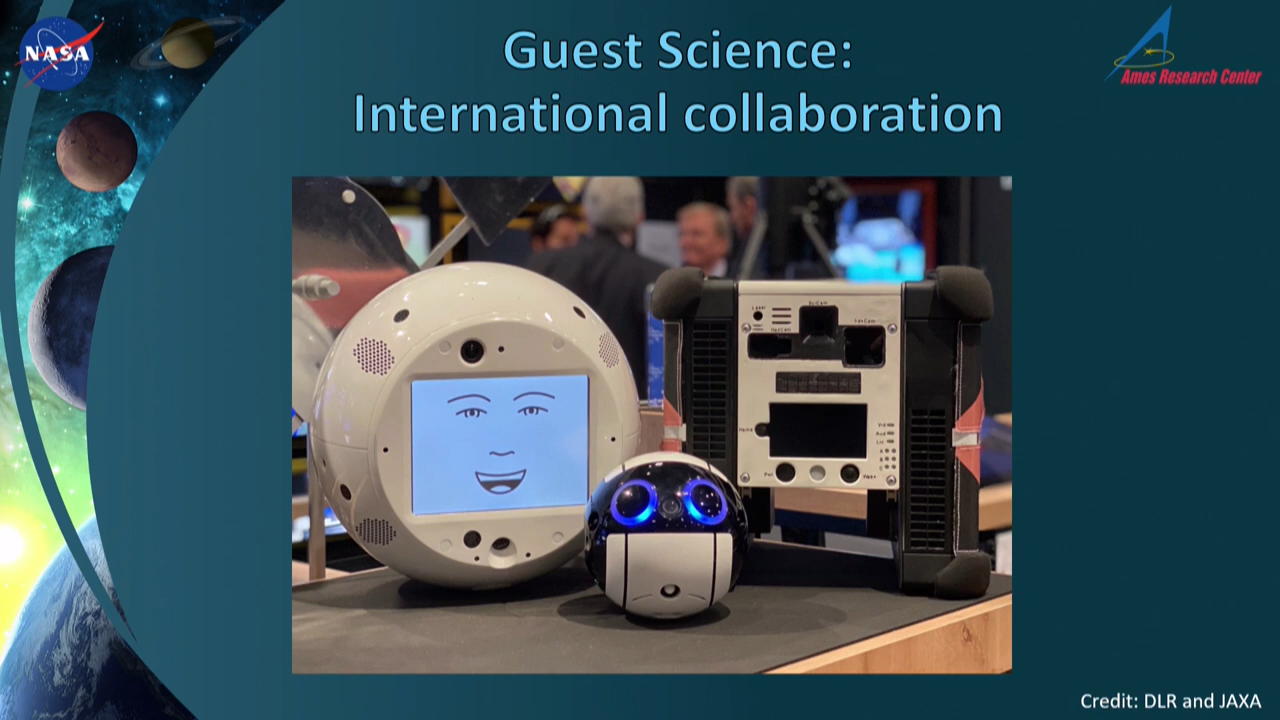 NASA
Guest Science:
International collaboration
Ames Research Center
Credit: DLR and JAXA